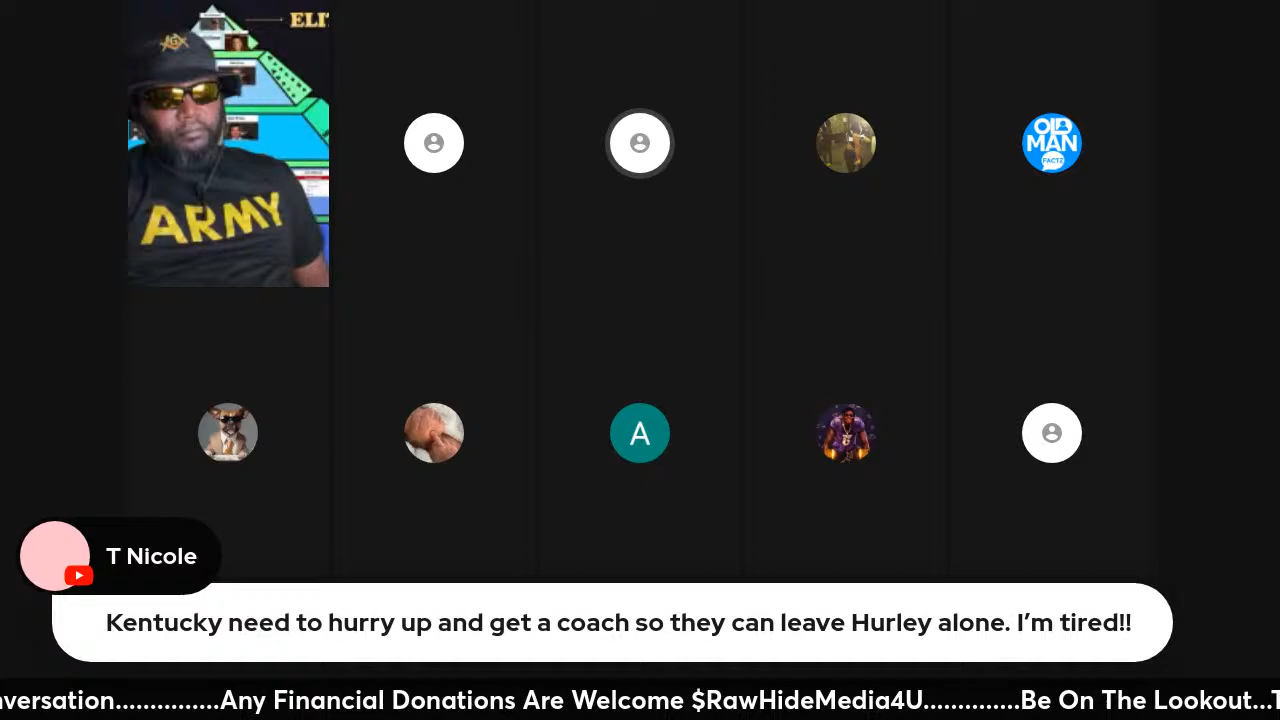 ELI
ARMY
OLD
MAN
FACTZ
A
T Nicole
Kentucky need to hurry up and get a coach so they can leave Hurley alone. I’m tired!!
nversation...............Any Financial Donations Are Welcome $RawHideMedia4U..............Be On The Lookout...T